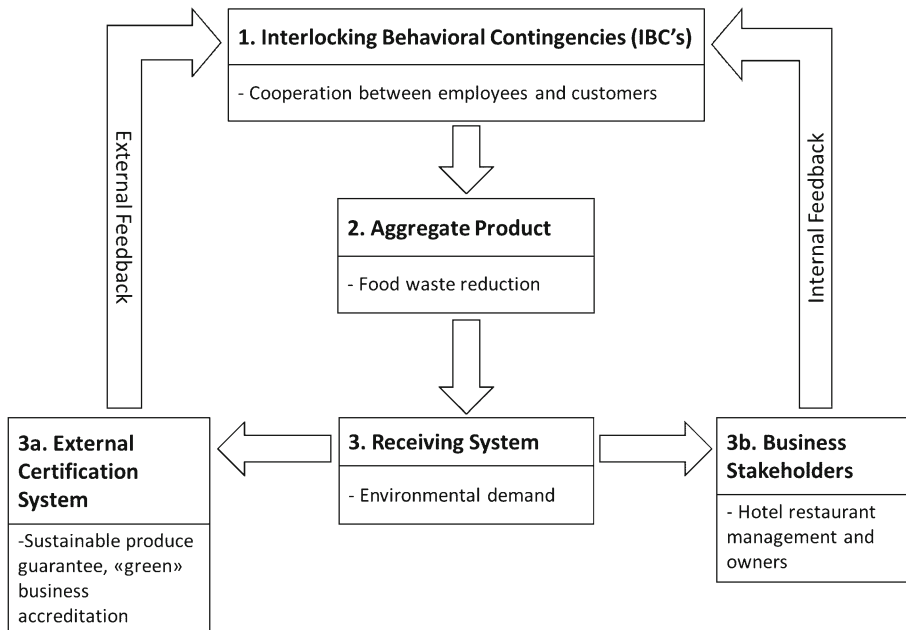 1. Interlocking Behavioral Contingencies (IBC's)
- Cooperation between employees and customers
External Feedback
Internal Feedback
2. Aggregate Product
- Food waste reduction
3a. External
Certification
System
-Sustainable produce
guarantee, «green»
business
accreditation
3. Receiving System
- Environmental demand
3b. Business
Stakeholders
- Hotel restaurant
management and
owners